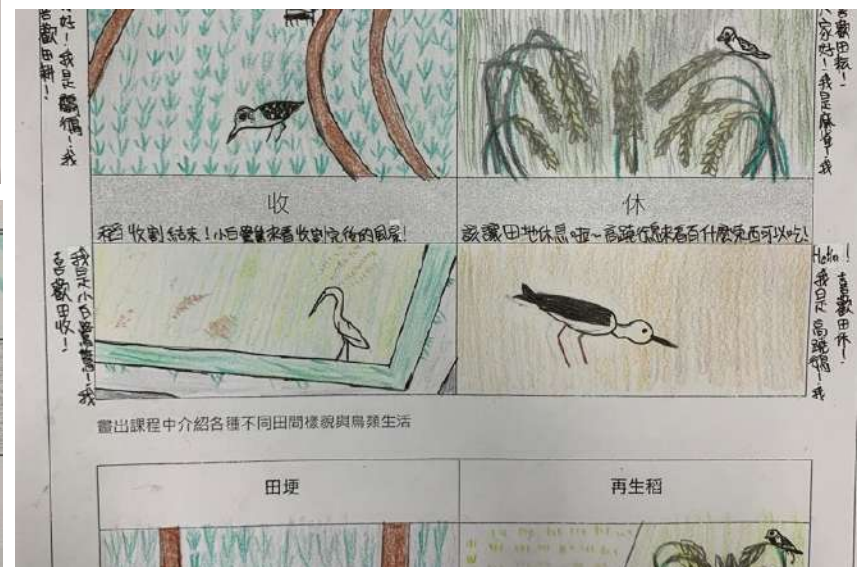 好！我是鷸鴴！我
喜歡田耕！
喜歡田耘！
大家好！我是麻雀！我
收
休
稻收割結束！小白鷺鷥來看收割完後的風景！
該讓田地休息啦～高蹺鴴來看有什麼東西可以吃！
我是小白鷺鷥！我
喜歡田收！
Hello！我是高蹺鴴！我
喜歡田休！
畫出課程中介紹各種不同田間樣貌與鳥類生活
田埂
再生稻